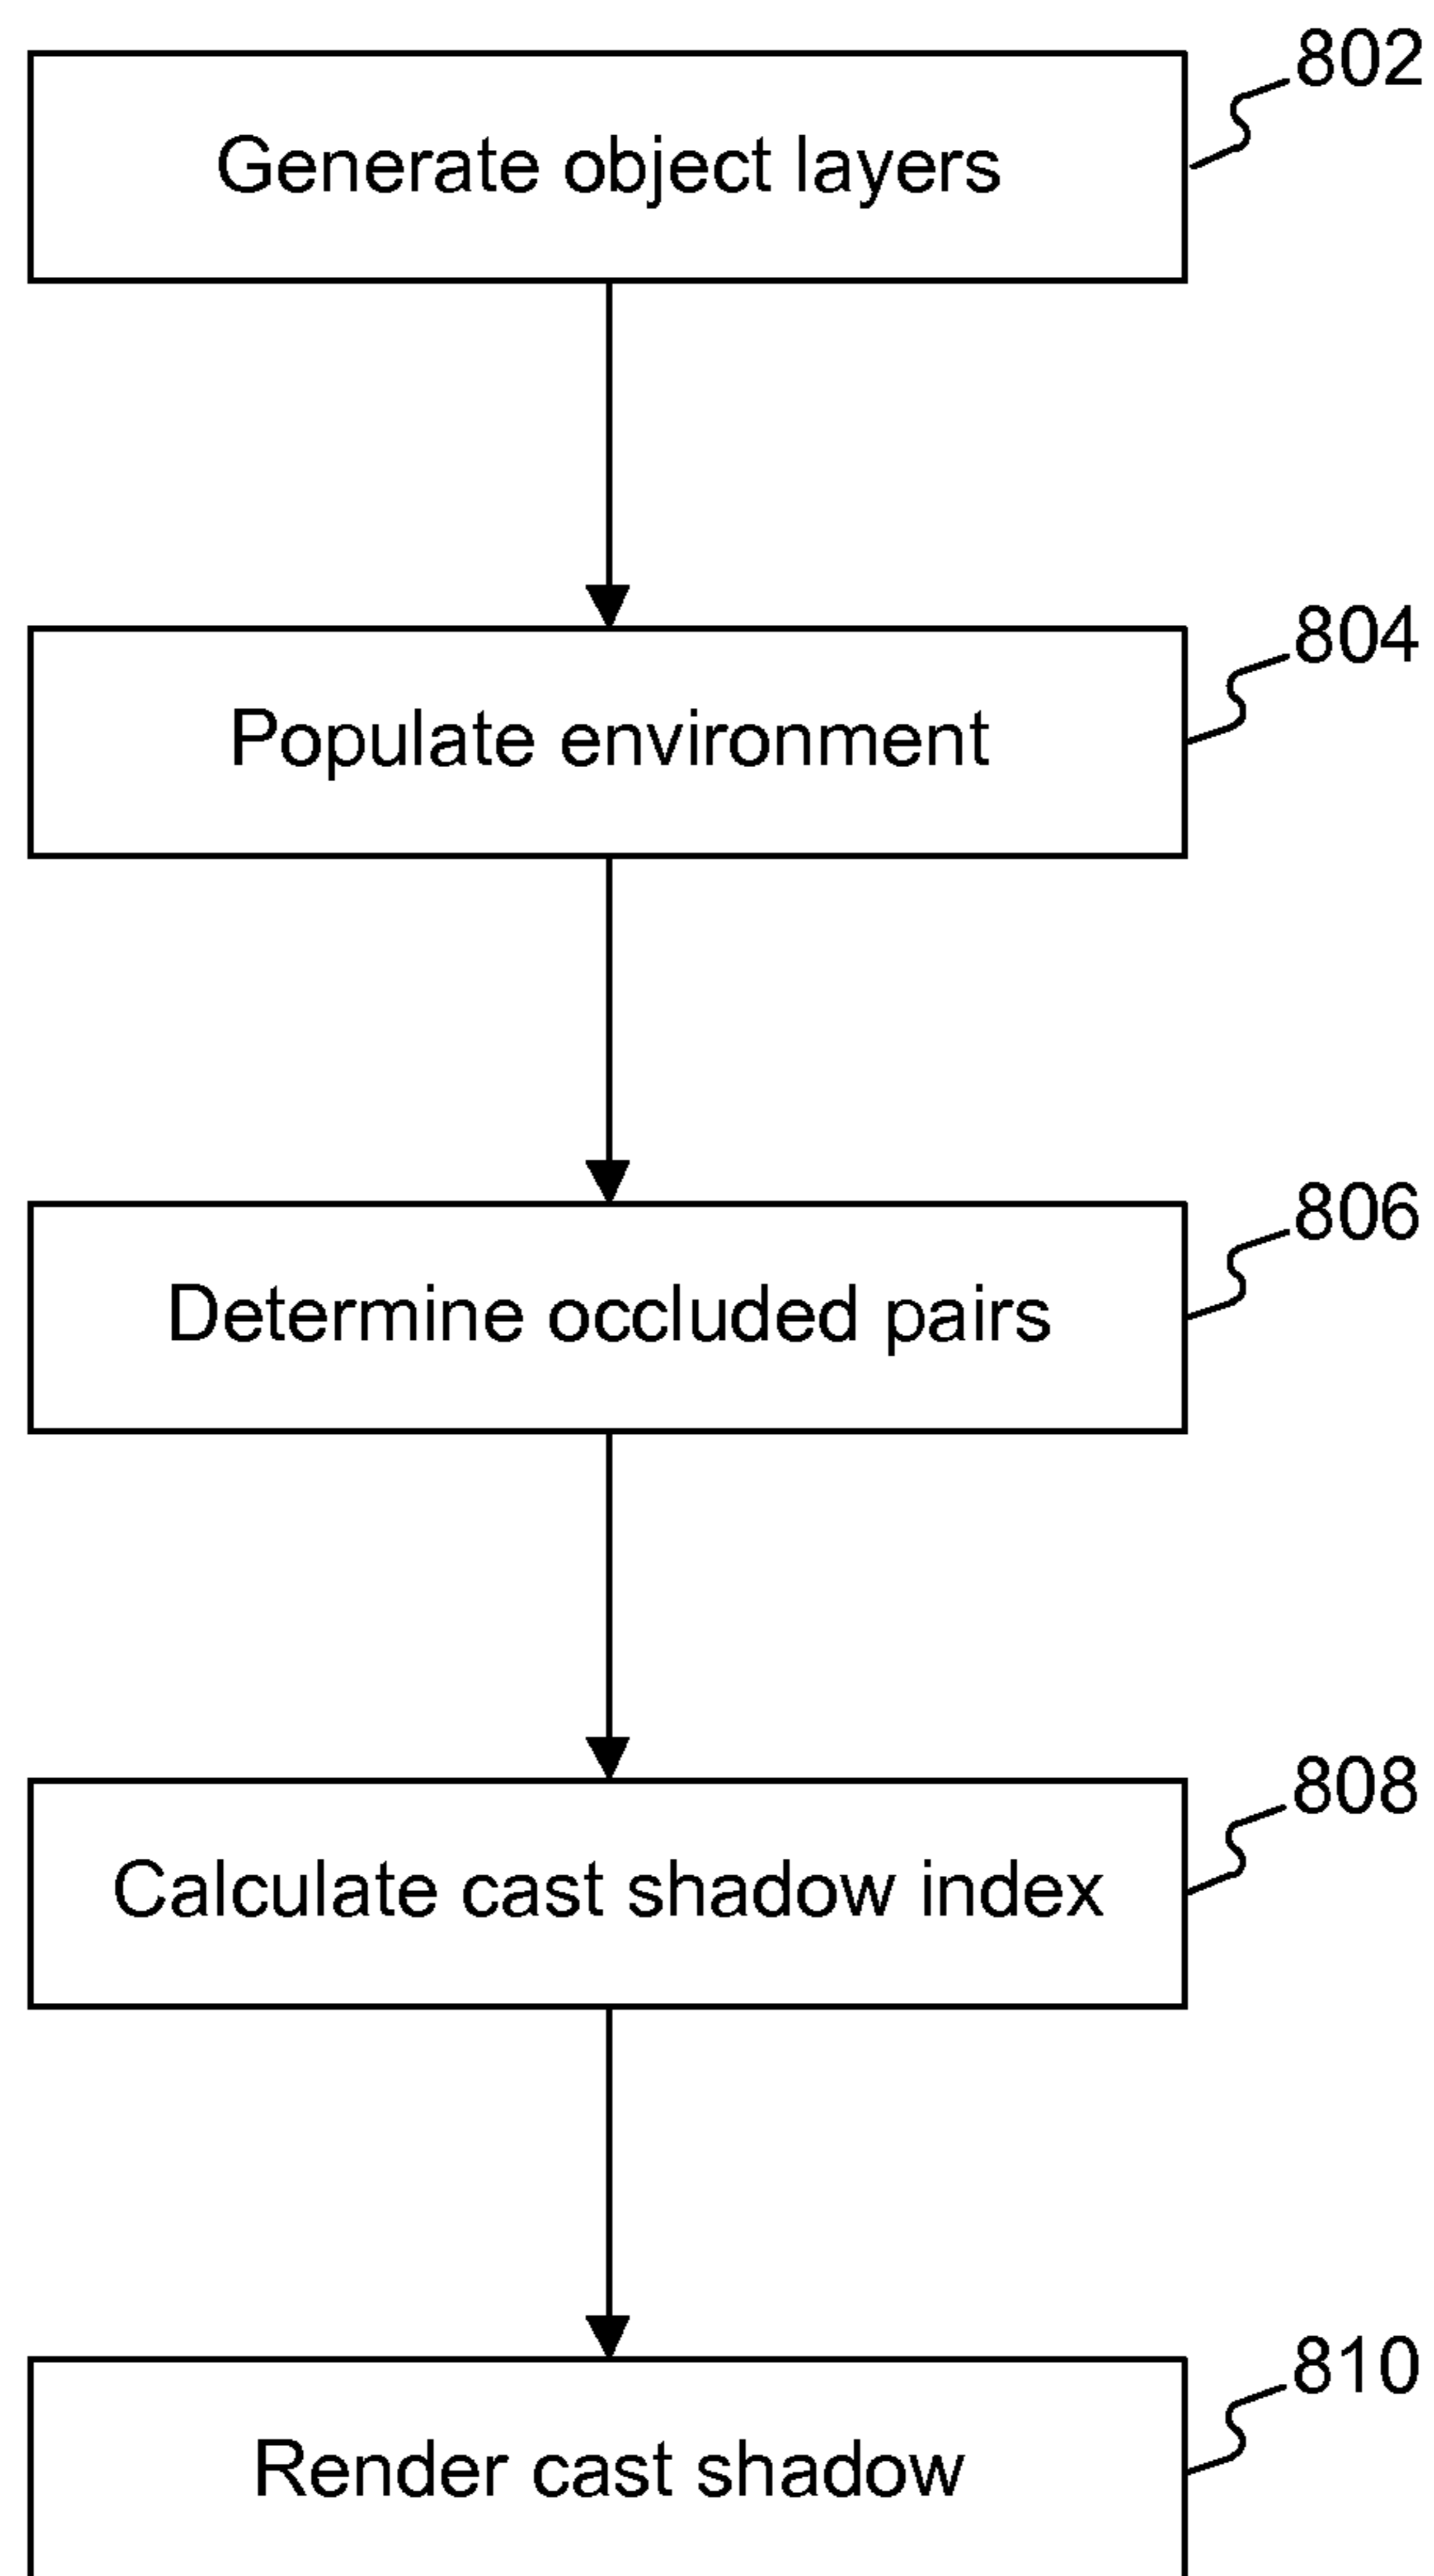 802
Generate object layers
804
Populate environment
806
Determine occluded pairs
808
Calculate cast shadow index
810
Render cast shadow